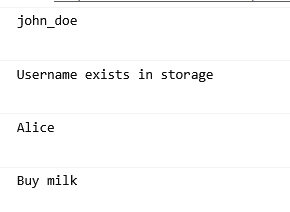 john_doe
Username exists in storage
Alice
Buy milk